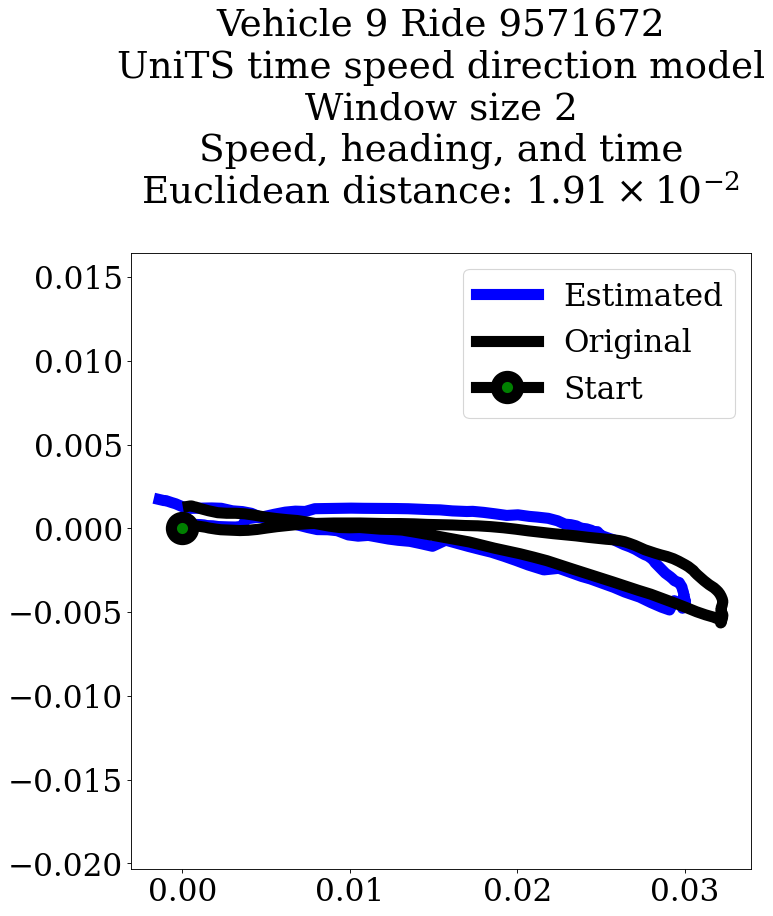 Vehicle 9 Ride 9571672
UniTS time speed direction model
Window size 2
Speed, heading, and time
Euclidean distance: 1.91 × 10⁻²
Estimated
Original
Start
0.015
0.010
0.005
0.000
−0.005
−0.010
−0.015
−0.020
0.00 0.01 0.02 0.03